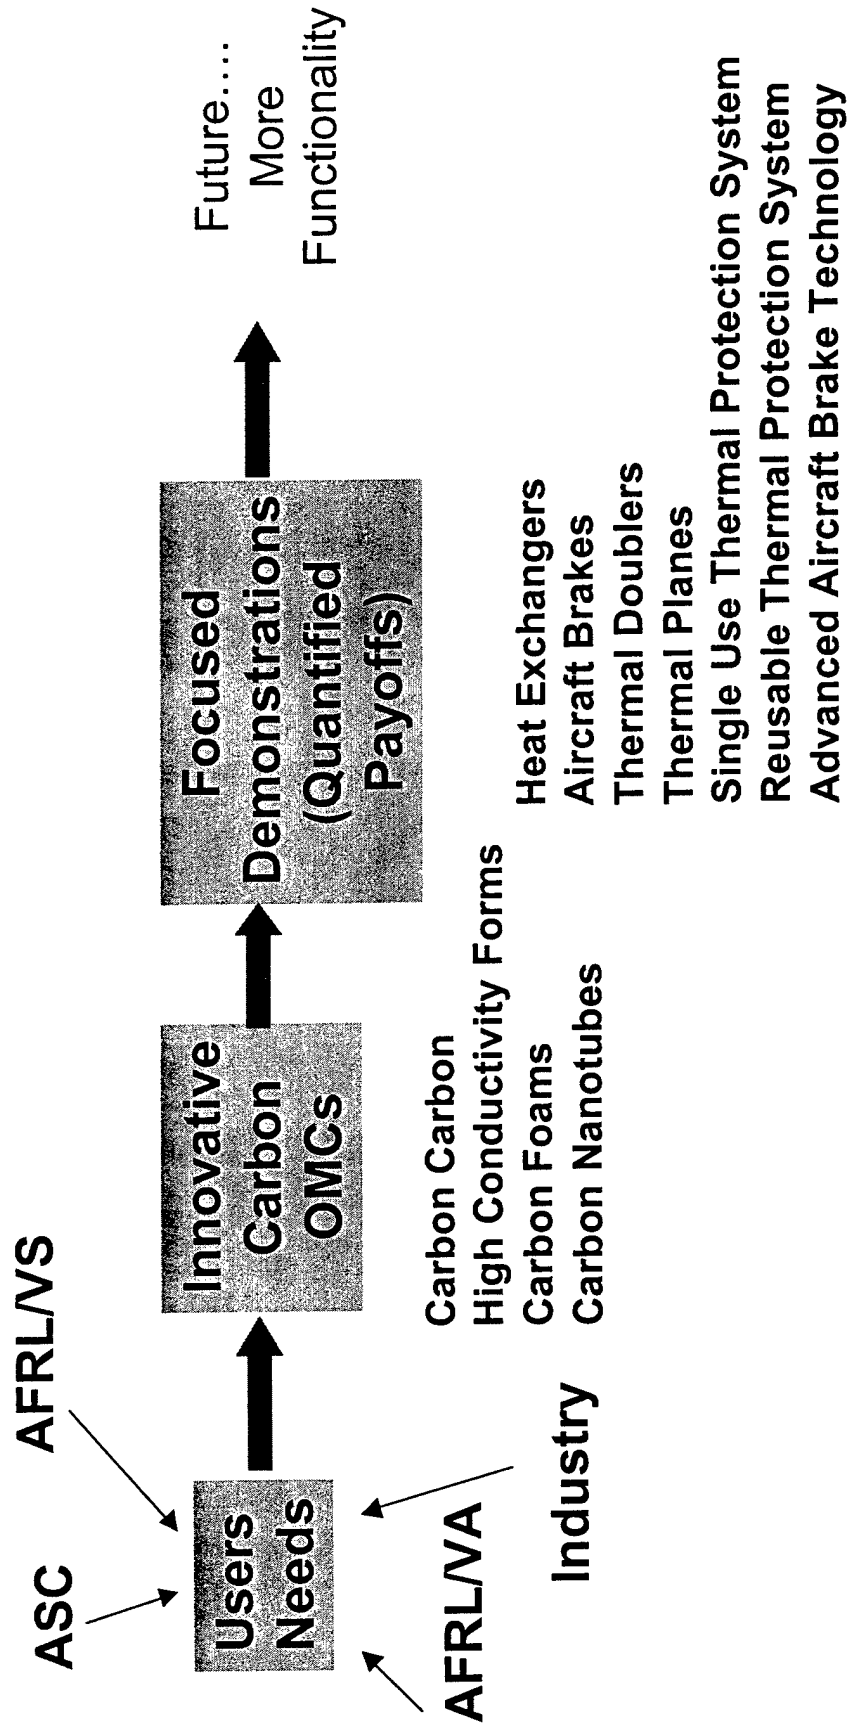 ASC
AFRL/VS
Users
Needs
AFRL/VA
Industry
Innovative
Carbon
OMCs
Carbon Carbon
High Conductivity Forms
Carbon Foams
Carbon Nanotubes
Focused
Demonstrations
(Quantified
Payoffs)
Heat Exchangers
Aircraft Brakes
Thermal Doublers
Thermal Planes
Single Use Thermal Protection System
Reusable Thermal Protection System
Advanced Aircraft Brake Technology
Future....
More
Functionality